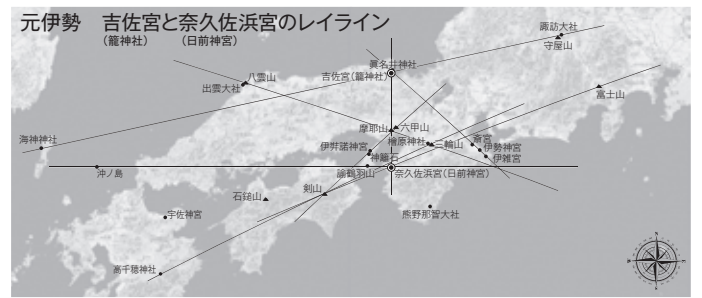 元伊勢　吉佐宮と奈久佐浜宮のレイライン
（籠神社）　（日前神宮）
諏訪大社
守屋山
眞名井神社
吉佐宮（籠神社）
八雲山
出雲大社
富士山
海神神社
摩耶山
六甲山
檜原神社
三輪山
斎宮
伊勢神宮
伊雑宮
伊弉諾神宮
神籬石
沖ノ島
諭鶴羽山
奈久佐浜宮（日前神宮）
剣山
石鎚山
宇佐神宮
熊野那智大社
高千穂神社